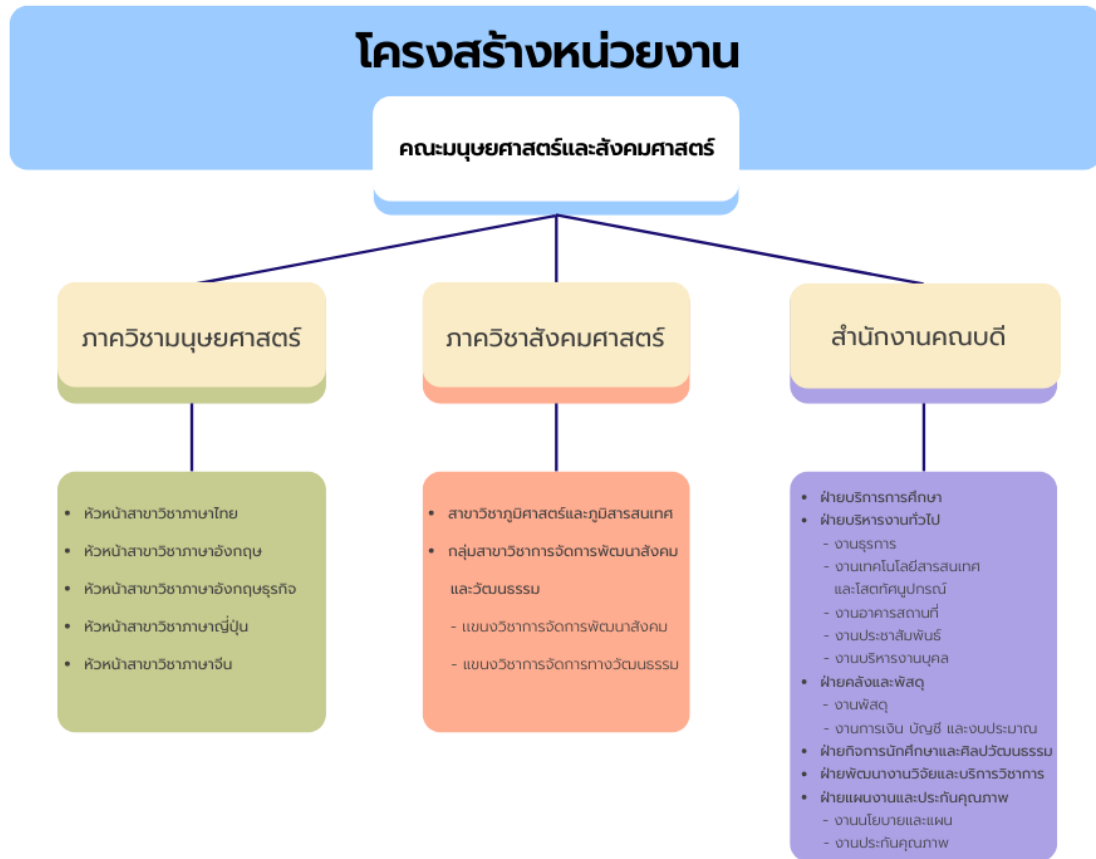 โครงสร้างหน่วยงาน
คณะมนุษยศาสตร์และสังคมศาสตร์
ภาควิชามนุษยศาสตร์
• หัวหน้าสาขาวิชาภาษาไทย
• หัวหน้าสาขาวิชาภาษาอังกฤษ
• หัวหน้าสาขาวิชาภาษาอังกฤษธุรกิจ
• หัวหน้าสาขาวิชาภาษาญี่ปุ่น
• หัวหน้าสาขาวิชาภาษาจีน
ภาควิชาสังคมศาสตร์
• สาขาวิชาภูมิศาสตร์และภูมิสารสนเทศ
• กลุ่มสาขาวิชาการจัดการพัฒนาสังคม
และวัฒนธรรม
- แขนงวิชาการจัดการพัฒนาสังคม
- แขนงวิชาการจัดการทางวัฒนธรรม
สำนักงานคณบดี
• ฝ่ายบริการการศึกษา
• ฝ่ายบริหารงานทั่วไป
- งานธุรการ
- งานเทคโนโลยีสารสนเทศ
และโสตทัศนูปกรณ์
- งานอาคารสถานที่
- งานประชาสัมพันธ์
- งานบริหารงานบุคล
• ฝ่ายคลังและพัสดุ
- งานพัสดุ
- งานการเงิน บัญชี และงบประมาณ
• ฝ่ายกิจการนักศึกษาและศิลปวัฒนธรรม
• ฝ่ายพัฒนางานวิจัยและบริการวิชาการ
• ฝ่ายแผนงานและประกันคุณภาพ
- งานนโยบายและแผน
- งานประกันคุณภาพ